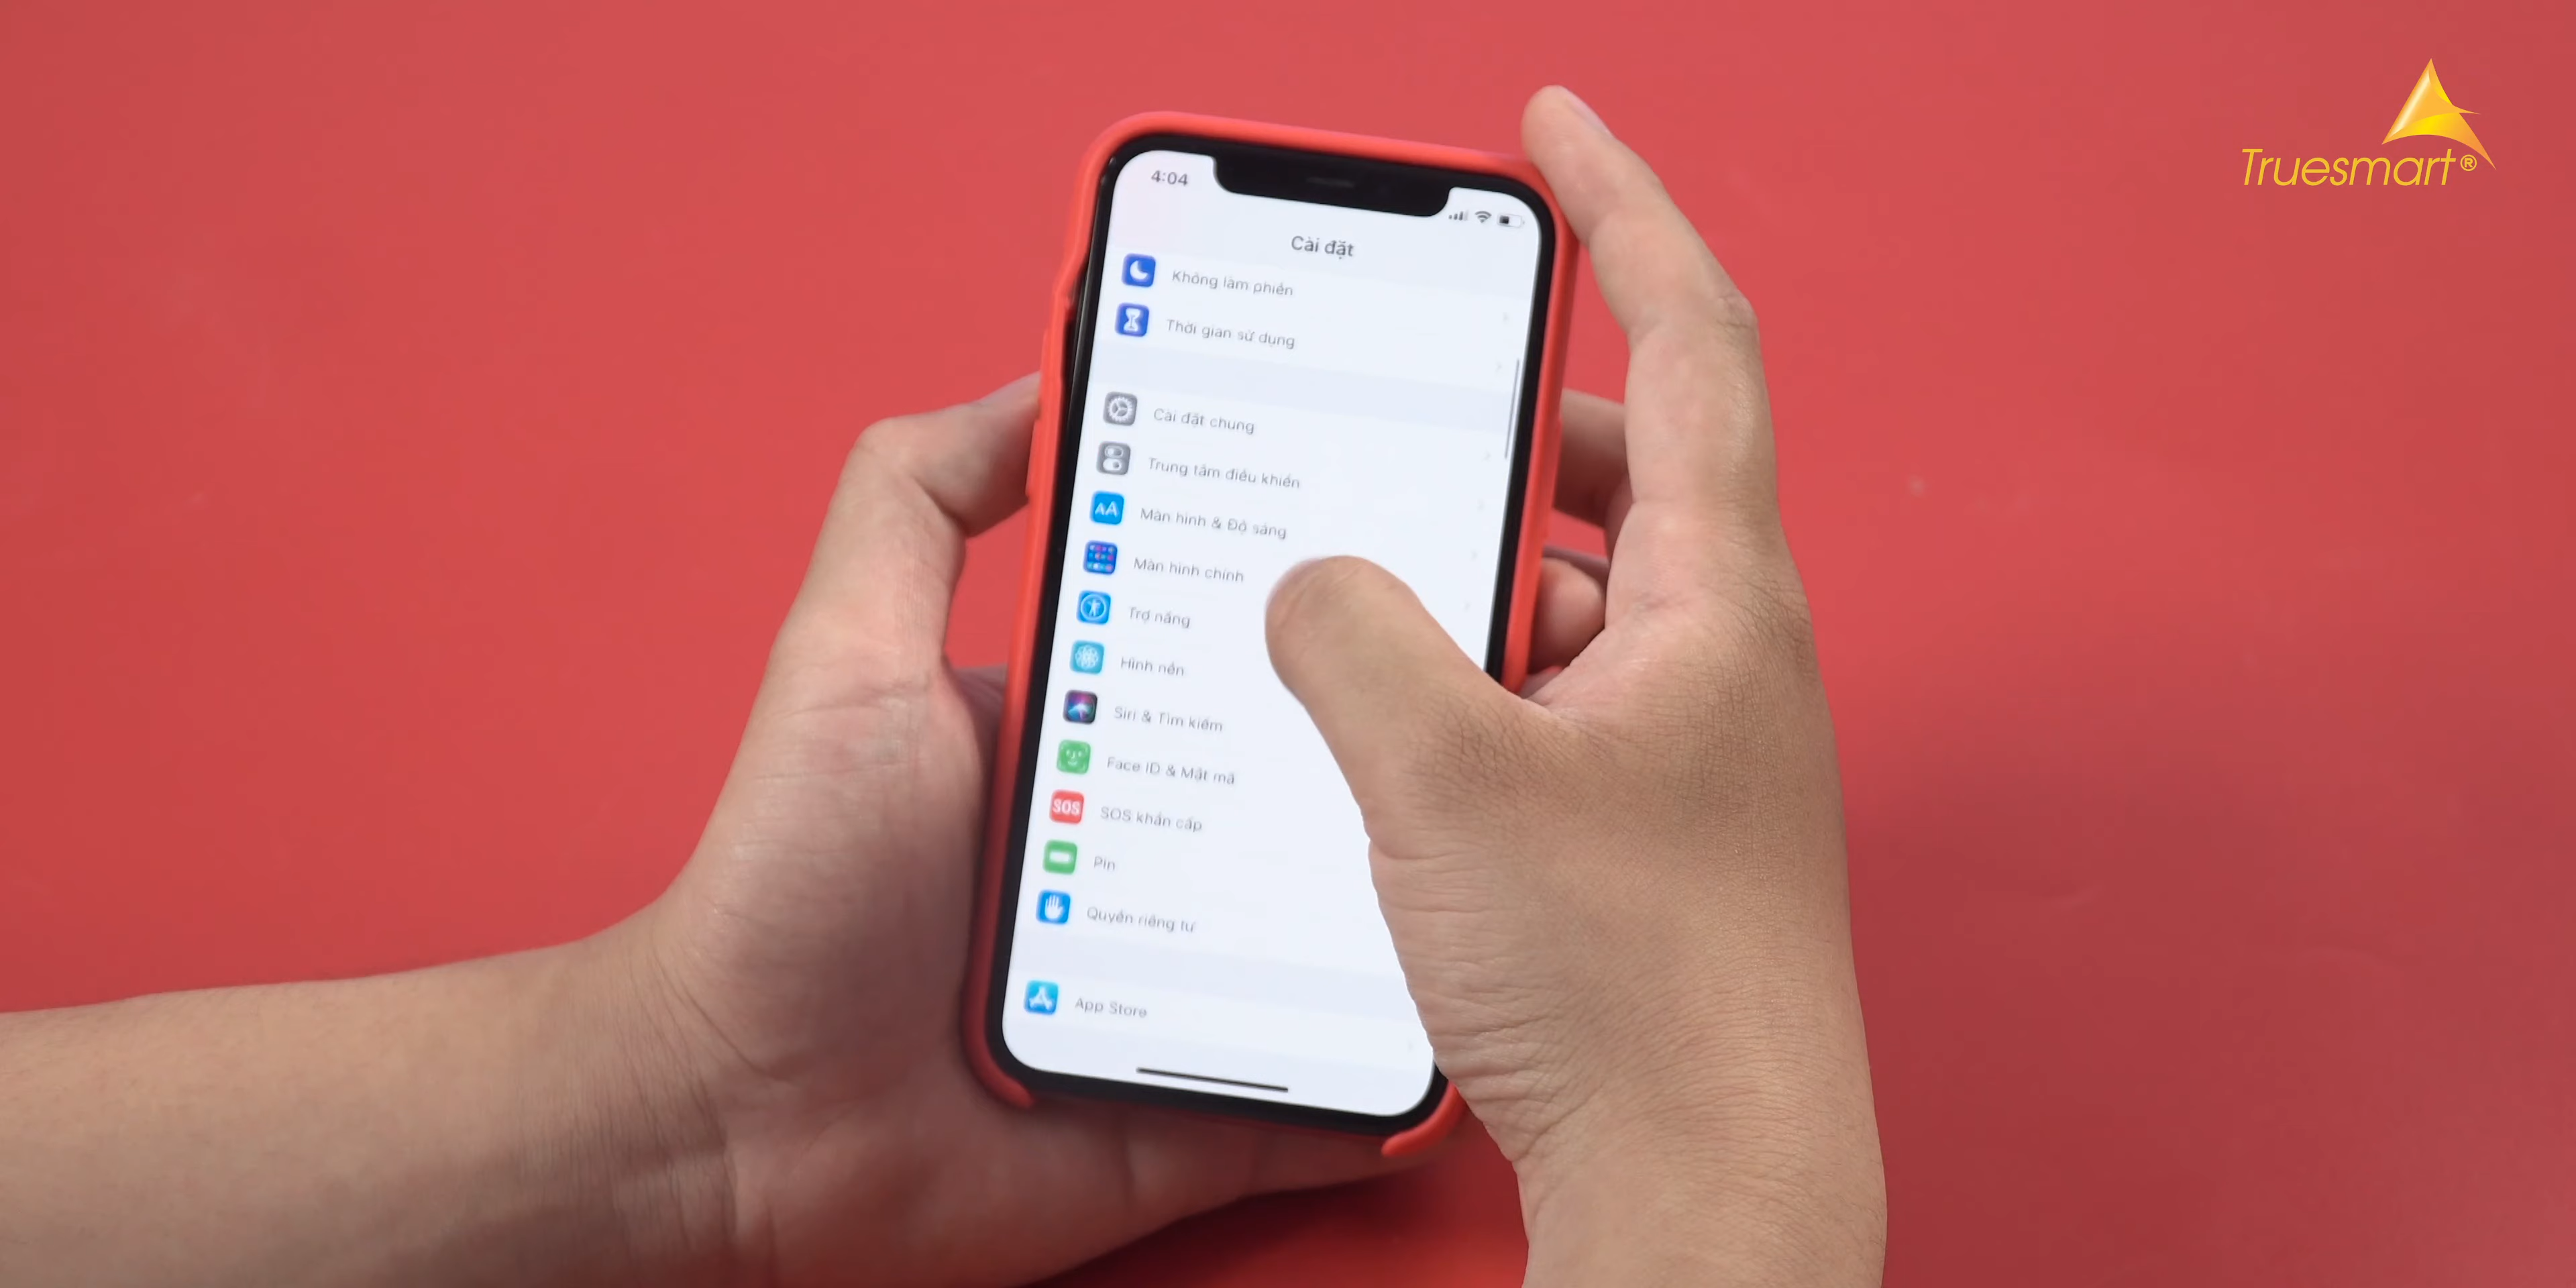 Truesmart®
4:04
Cài đặt
Không làm phiền
Thời gian sử dụng
Cài đặt chung
Trung tâm điều khiển
AA
Màn hình & Độ sáng
Màn hình chính
Trợ năng
Hình nền
Siri & Tìm kiếm
Face ID & Mật mã
SOS
SOS khẩn cấp
Pin
Quyền riêng tư
App Store